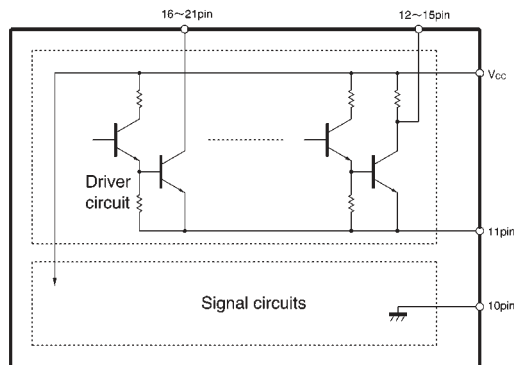 16~21pin
12~15pin
Vcc
Driver
circuit
11pin
Signal circuits
10pin